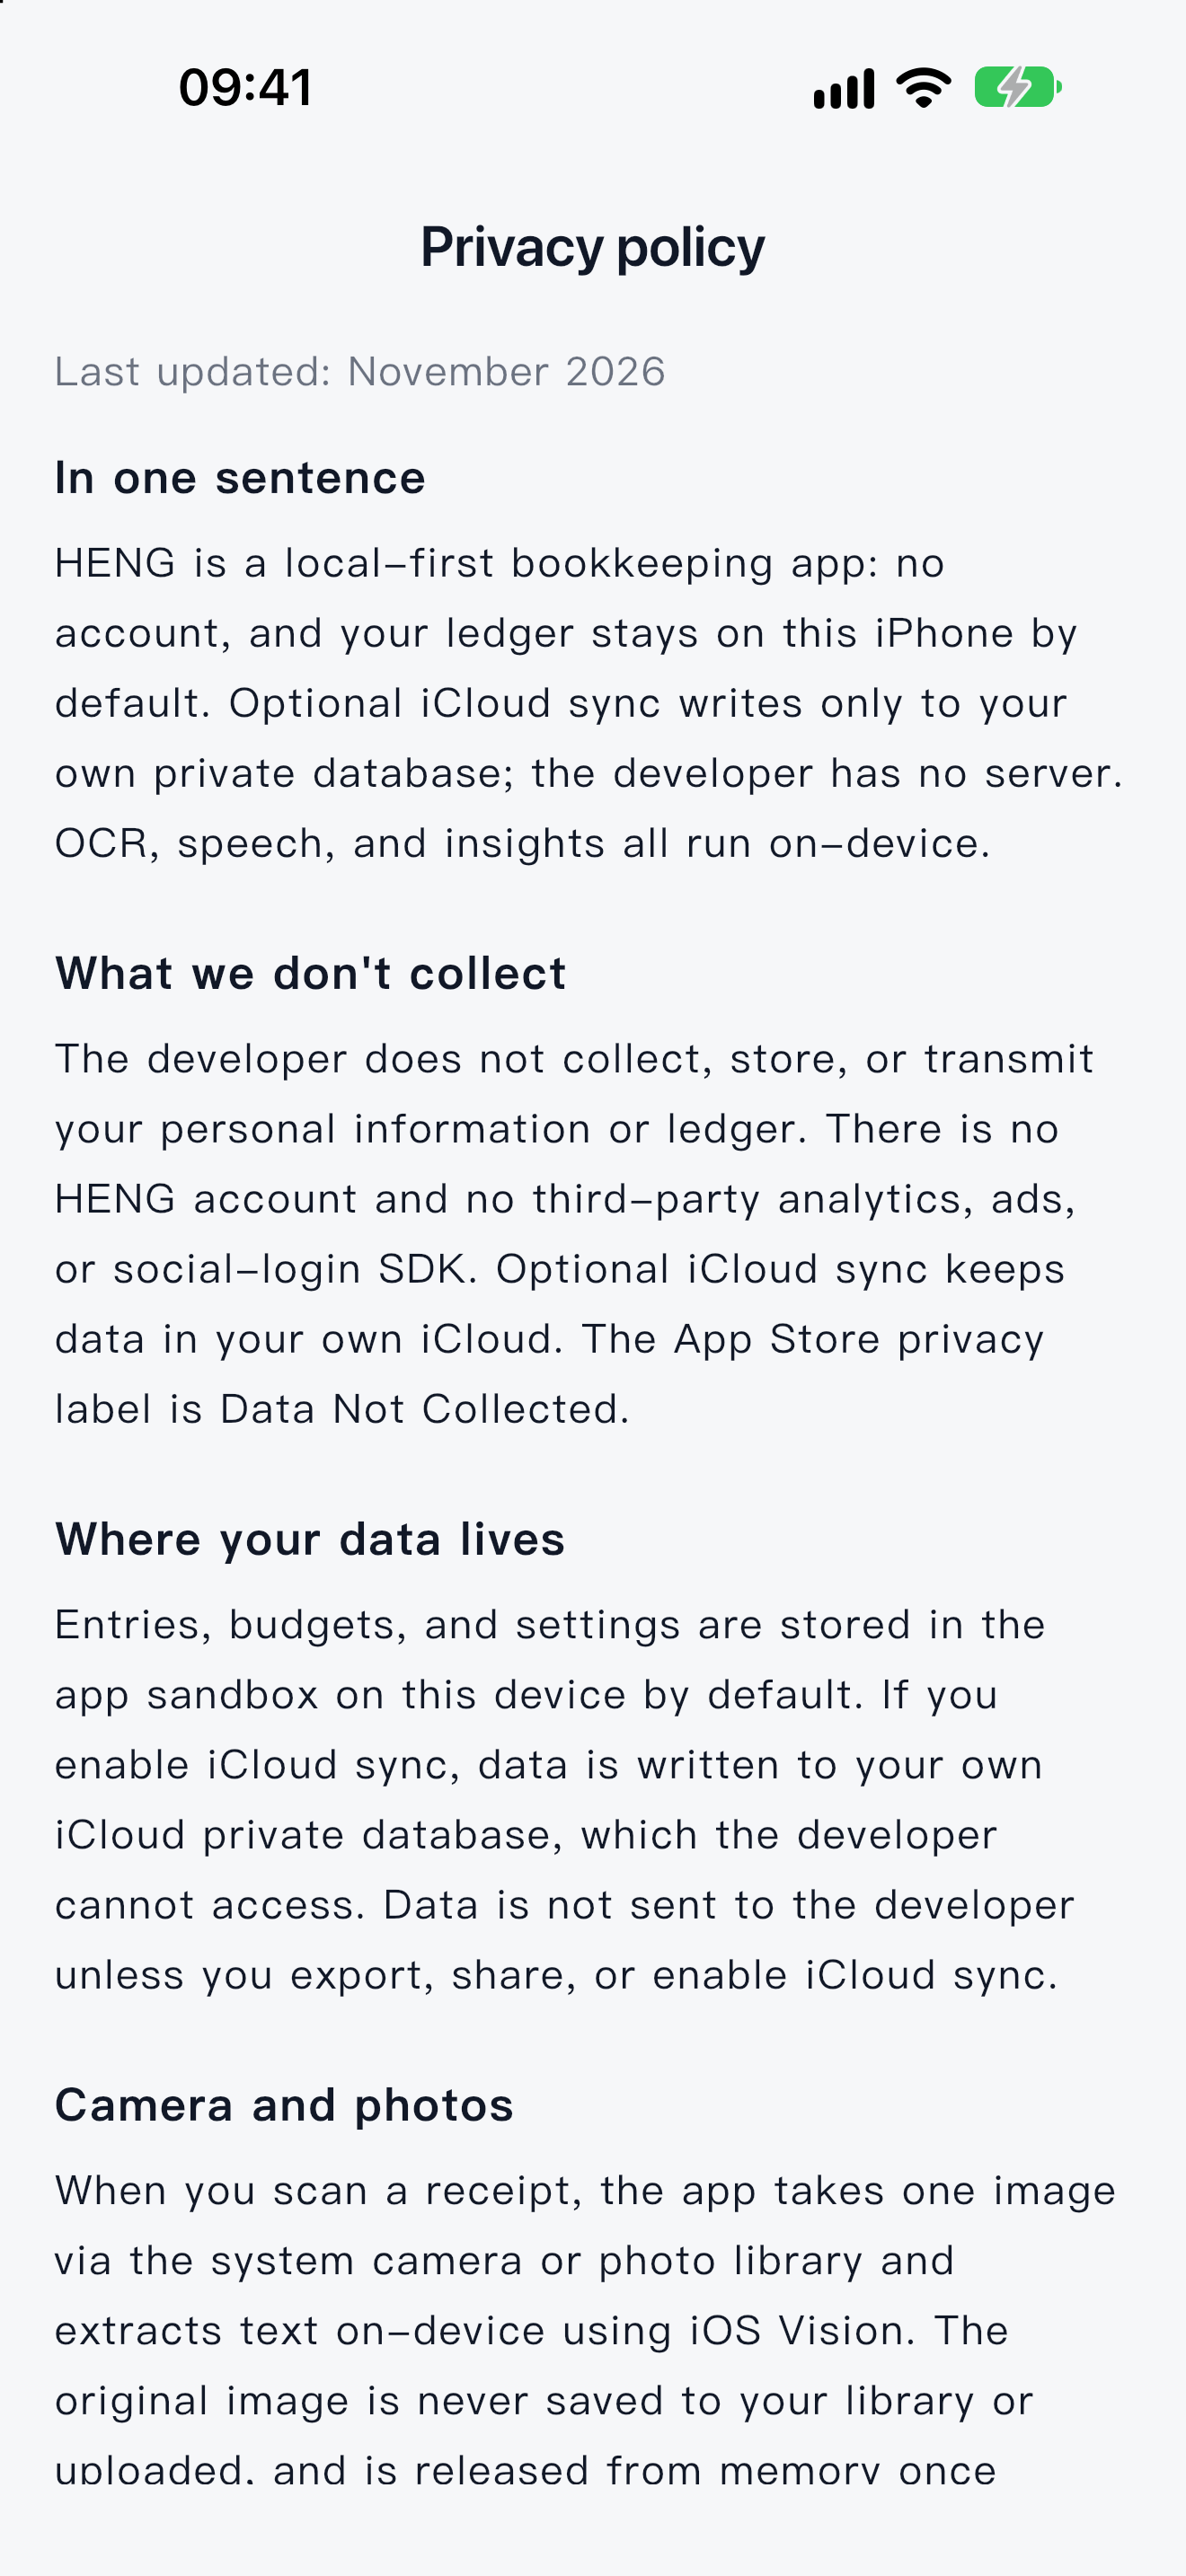 09:41
Privacy policy
Last updated: November 2026
In one sentence
HENG is a local–first bookkeeping app: no
account, and your ledger stays on this iPhone by
default. Optional iCloud sync writes only to your
own private database; the developer has no server.
OCR, speech, and insights all run on–device.
What we don't collect
The developer does not collect, store, or transmit
your personal information or ledger. There is no
HENG account and no third–party analytics, ads,
or social–login SDK. Optional iCloud sync keeps
data in your own iCloud. The App Store privacy
label is Data Not Collected.
Where your data lives
Entries, budgets, and settings are stored in the
app sandbox on this device by default. If you
enable iCloud sync, data is written to your own
iCloud private database, which the developer
cannot access. Data is not sent to the developer
unless you export, share, or enable iCloud sync.
Camera and photos
When you scan a receipt, the app takes one image
via the system camera or photo library and
extracts text on–device using iOS Vision. The
original image is never saved to your library or
uploaded, and is released from memory once